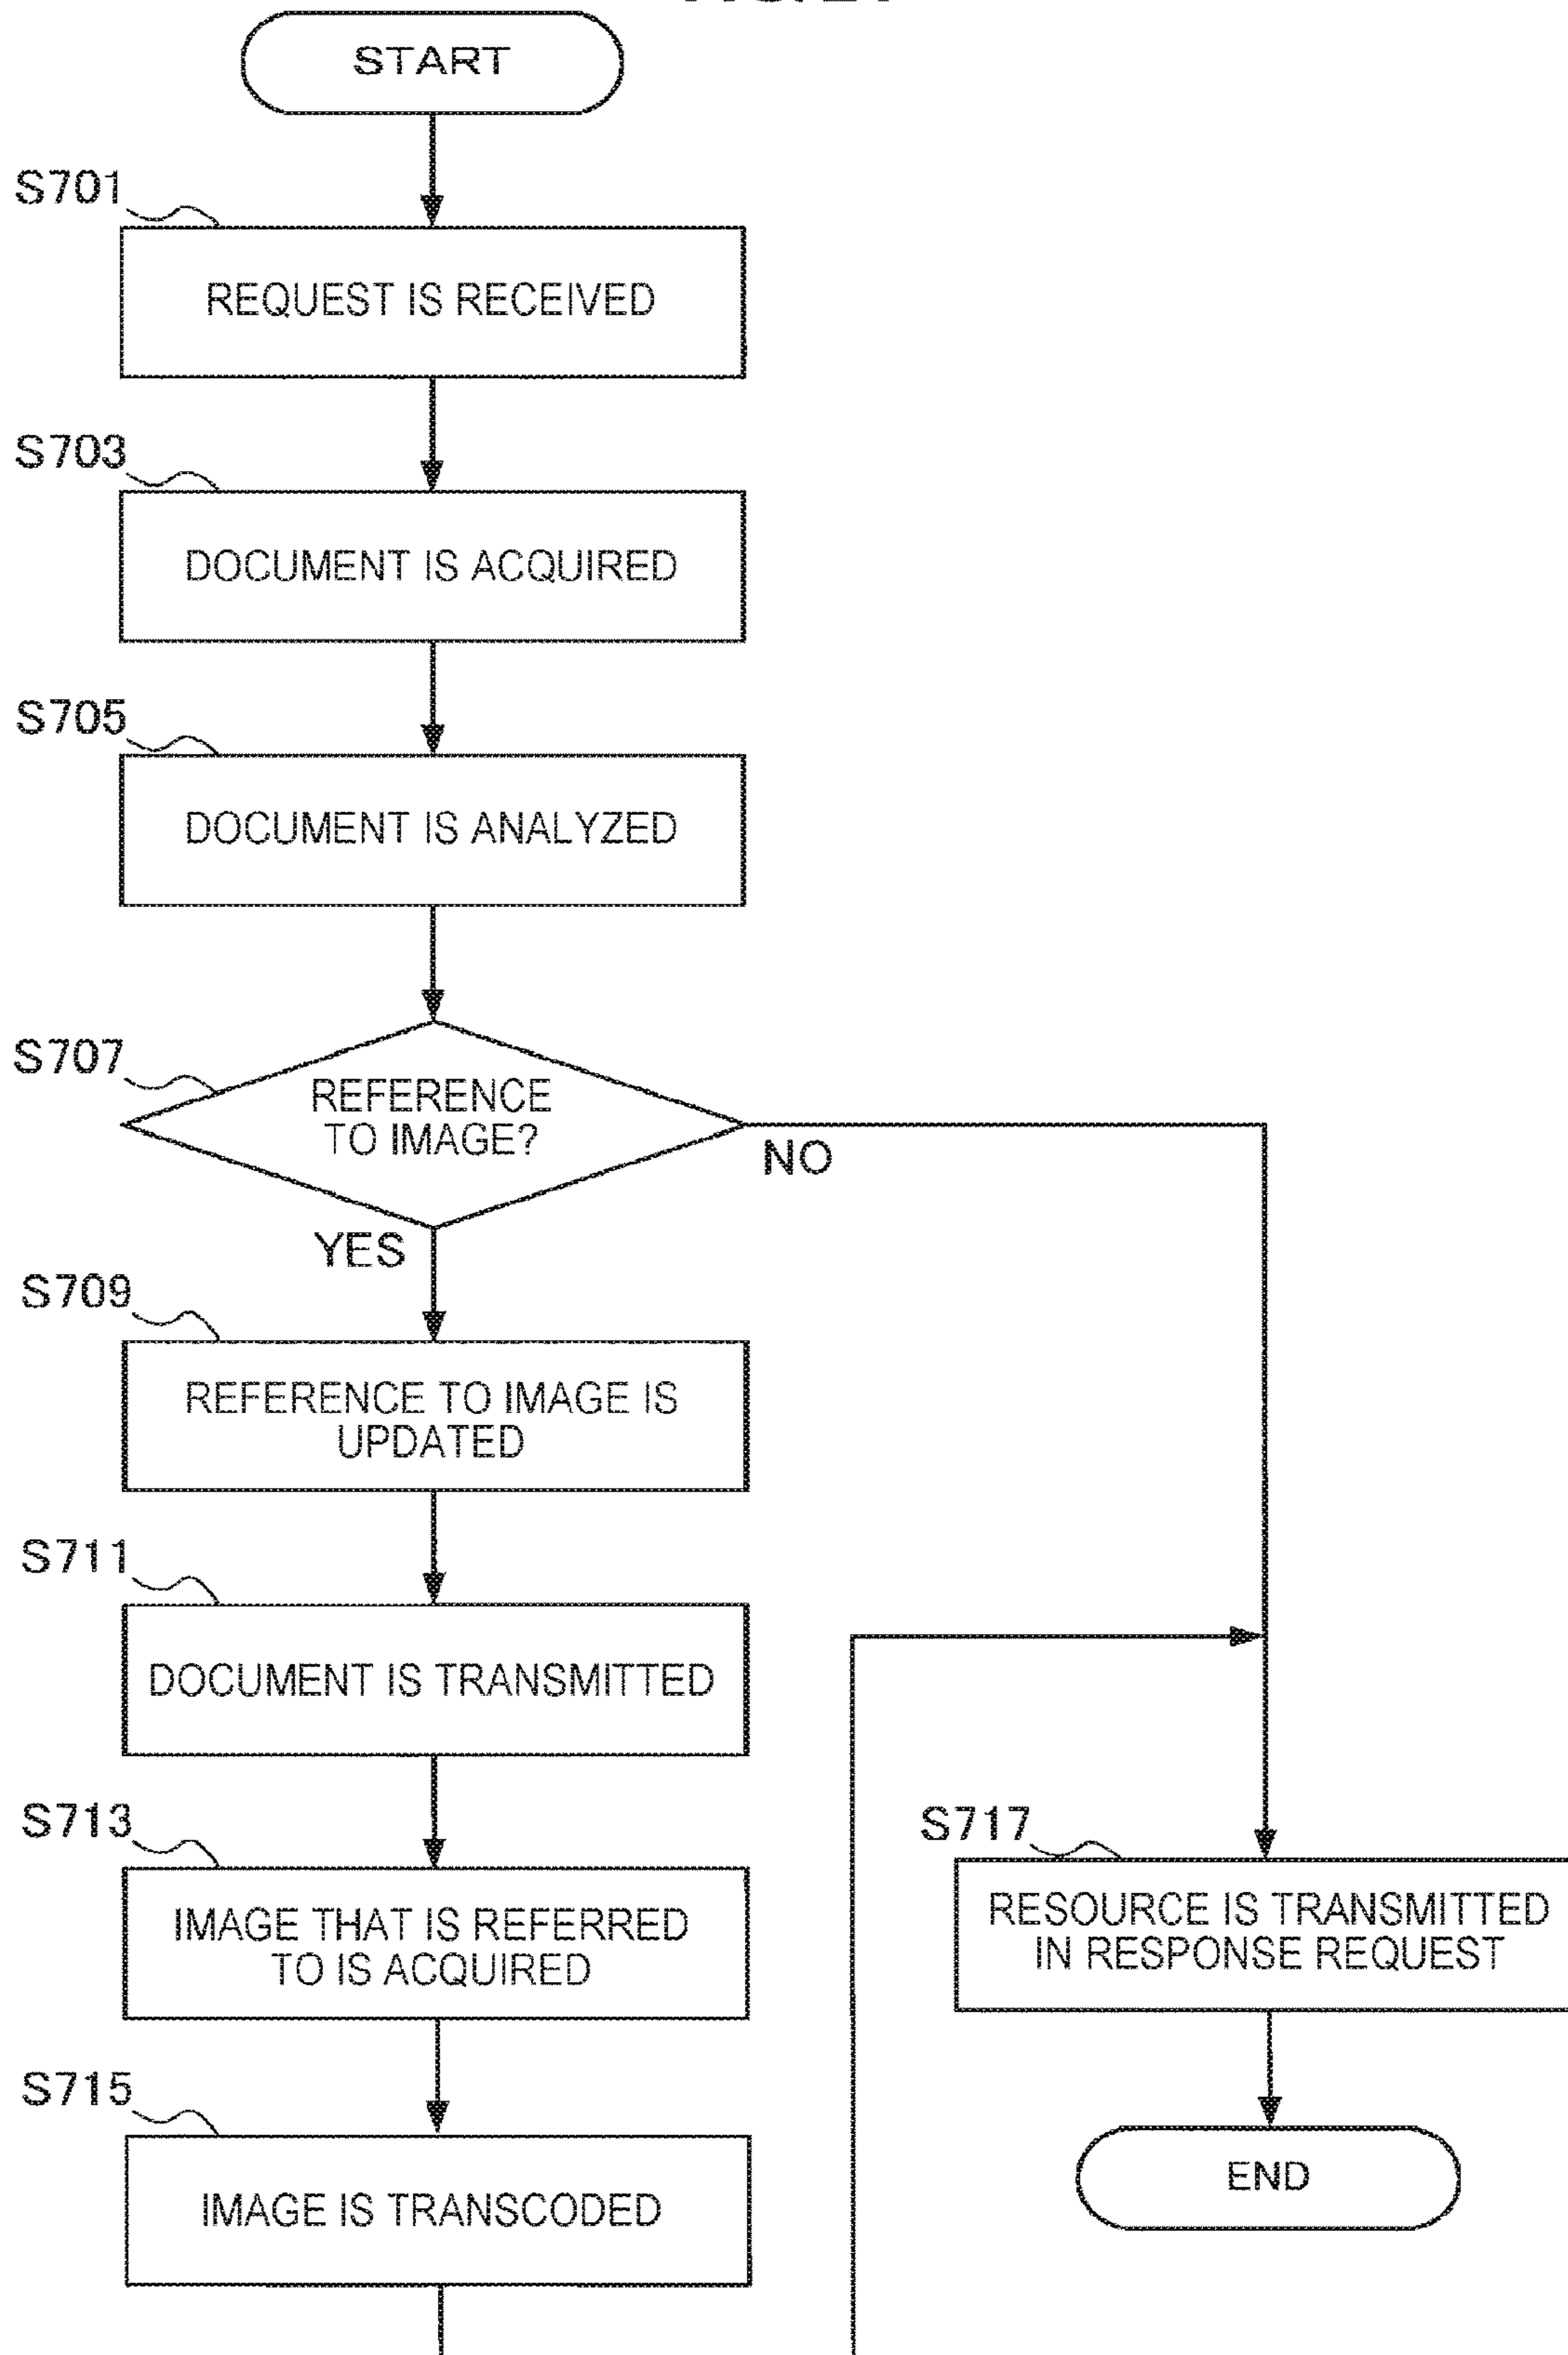 START
S701
REQUEST IS RECEIVED
S703
DOCUMENT IS ACQUIRED
S705
DOCUMENT IS ANALYZED
S707
REFERENCE
TO IMAGE?
NO
YES
S709
REFERENCE TO IMAGE IS
UPDATED
S711
DOCUMENT IS TRANSMITTED
S713
IMAGE THAT IS REFERRED
TO IS ACQUIRED
S715
IMAGE IS TRANSCODED
S717
RESOURCE IS TRANSMITTED
IN RESPONSE REQUEST
END